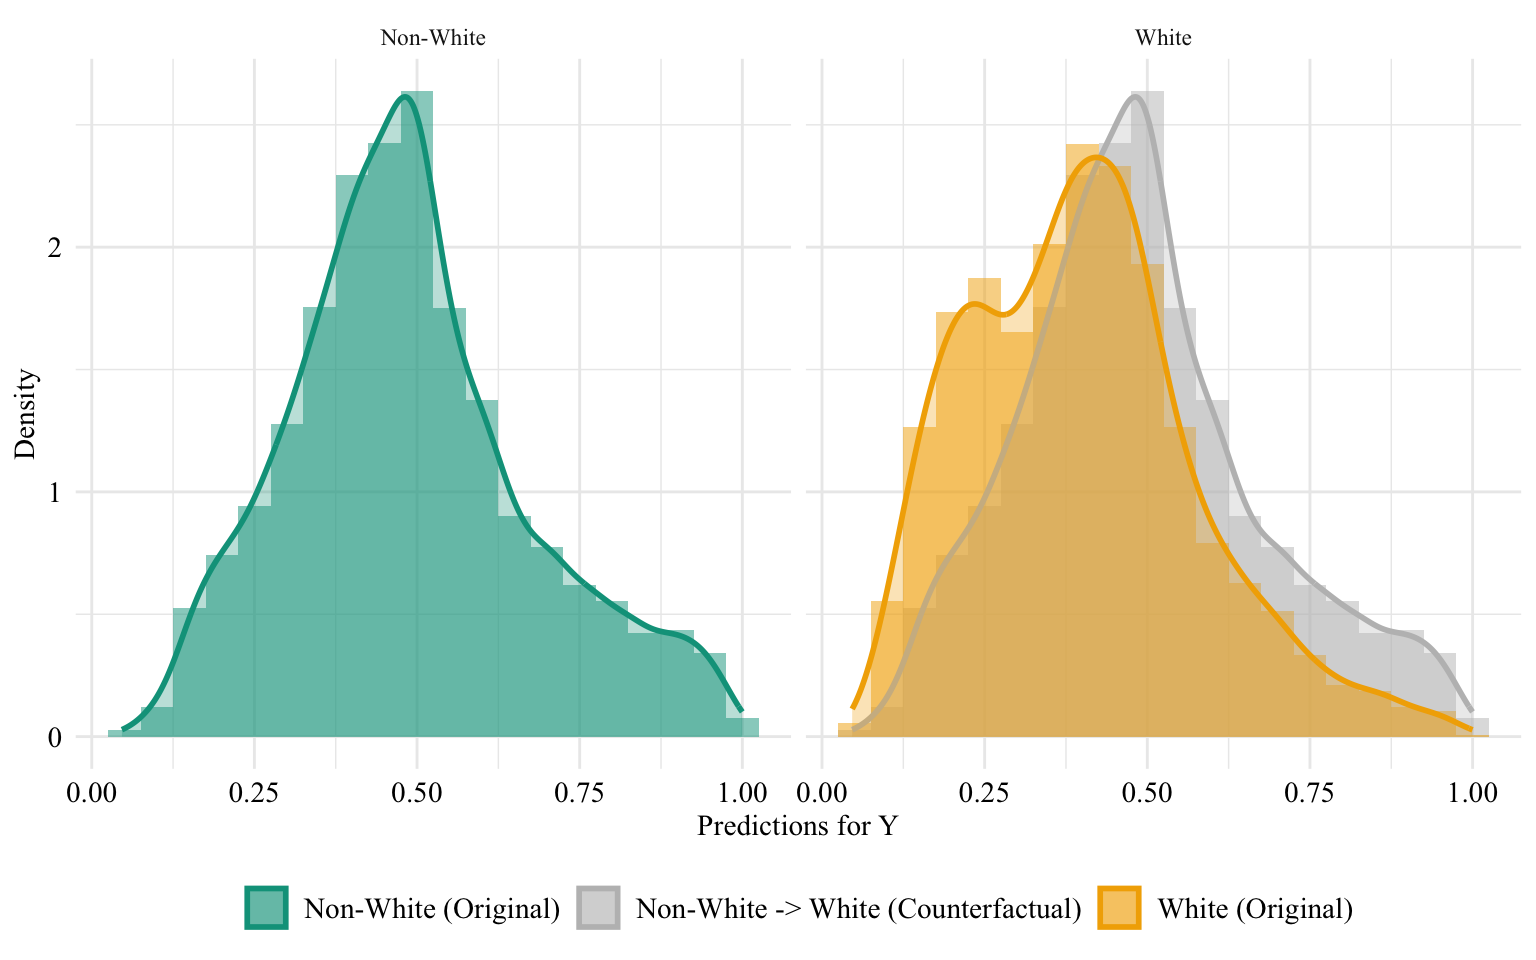 Non-White
White
Density
2
1
0
0.00 0.25 0.50 0.75 1.00
0.00 0.25 0.50 0.75 1.00
Predictions for Y
Non-White (Original)
Non-White -> White (Counterfactual)
White (Original)